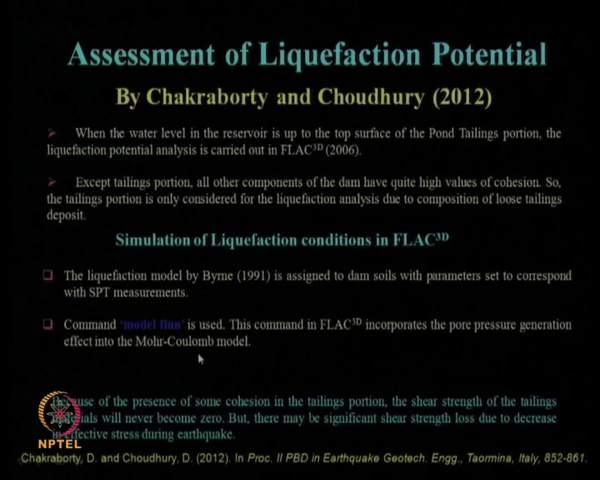 Assessment of Liquefaction Potential
By Chakraborty and Choudhury (2012)
➢ When the water level in the reservoir is up to the top surface of the Pond Tailings portion, the
liquefaction potential analysis is carried out in FLAC3D (2006).
➢ Except tailings portion, all other components of the dam have quite high values of cohesion. So,
the tailings portion is only considered for the liquefaction analysis due to composition of loose tailings
deposit.
Simulation of Liquefaction conditions in FLAC3D
❑ The liquefaction model by Byrne (1991) is assigned to dam soils with parameters set to correspond
with SPT measurements.
❑ Command 'model finn' is used. This command in FLAC3D incorporates the pore pressure generation
effect into the Mohr-Coulomb model.
of the presence of some cohesion in the tailings portion, the shear strength of the tailings
will never become zero. But, there may be significant shear strength loss due to decrease
in effective stress during earthquake.
NPTEL
Chakraborty, D. and Choudhury, D. (2012). In Proc. II PBD in Earthquake Geotech. Engg., Taormina, Italy, 852-861.